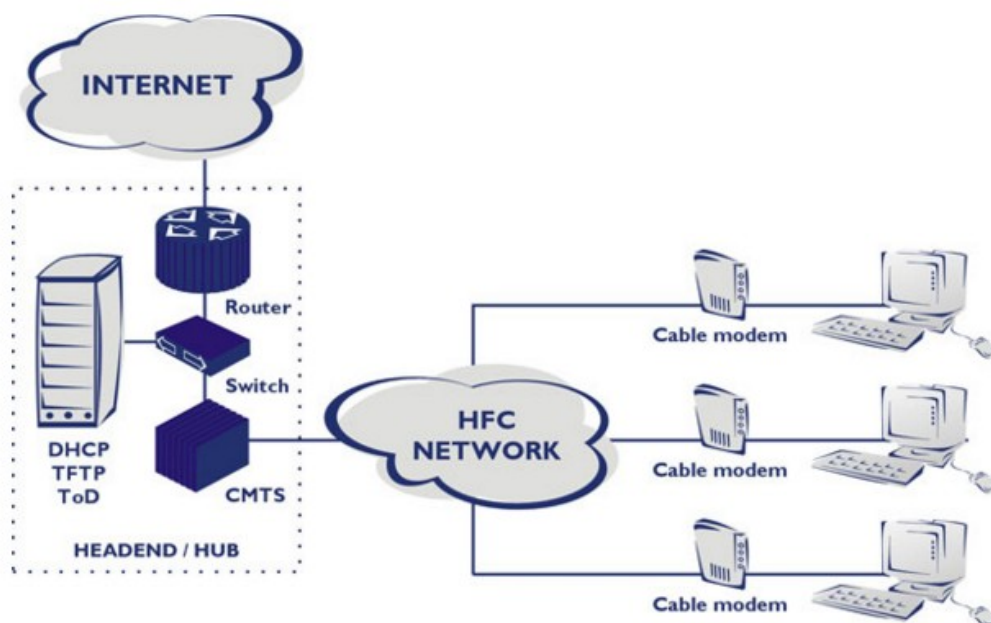 INTERNET
Router
Switch
DHCP
TFTP
ToD
CMTS
HEADEND / HUB
HFC
NETWORK
Cable modem
Cable modem
Cable modem